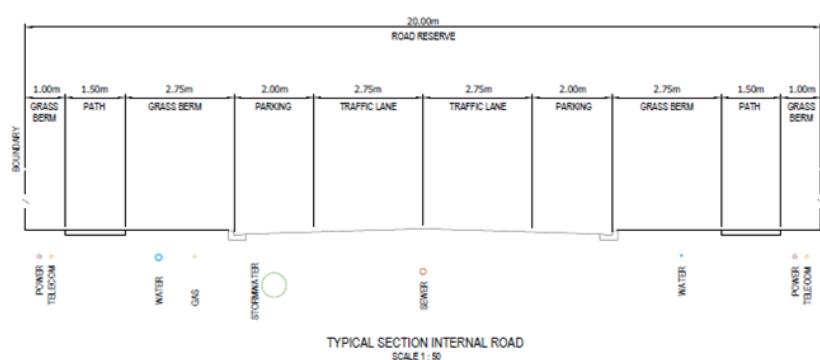 20.00m
ROAD RESERVE
1.00m 1.50m 2.75m 2.00m 2.75m 2.75m 2.00m 2.75m 1.50m 1.00m
GRASS BERM PATH GRASS BERM PARKING TRAFFIC LANE TRAFFIC LANE PARKING GRASS BERM PATH GRASS BERM
BOUNDARY
POWER TELECOM WATER GAS STORMWATER SEWER WATER POWER TELECOM
TYPICAL SECTION INTERNAL ROAD
SCALE 1 : 50